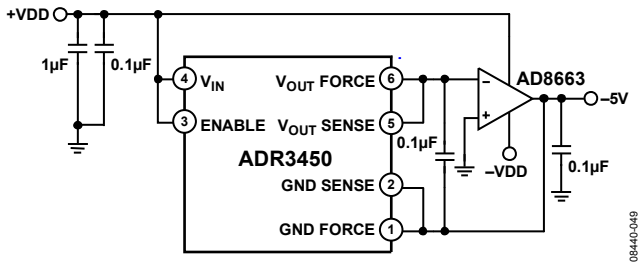 +VDD
1µF
0.1µF
4
VIN
3
ENABLE
ADR3450
VOUT FORCE
6
VOUT SENSE
5
GND SENSE
2
GND FORCE
1
0.1µF
−
+
AD8663
−VDD
−5V
0.1µF
08440-049